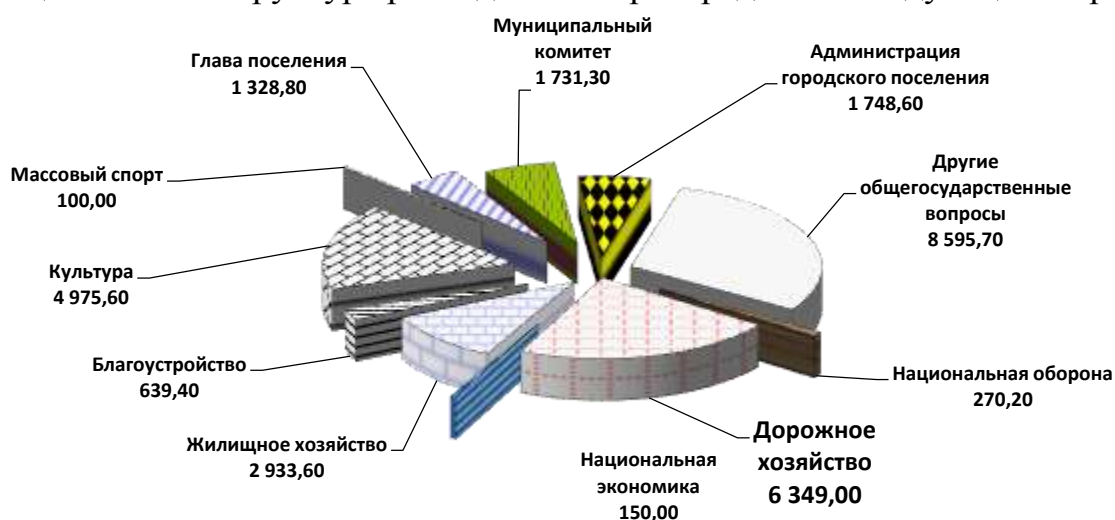 Муниципальный
комитет
1 731,30
Администрация
городского поселения
1 748,60
Глава поселения
1 328,80
Другие
общегосударственные
вопросы
8 595,70
Массовый спорт
100,00
Культура
4 975,60
Благоустройство
639,40
Национальная оборона
270,20
Жилищное хозяйство
2 933,60
Национальная
экономика
150,00
Дорожное
хозяйство
6 349,00